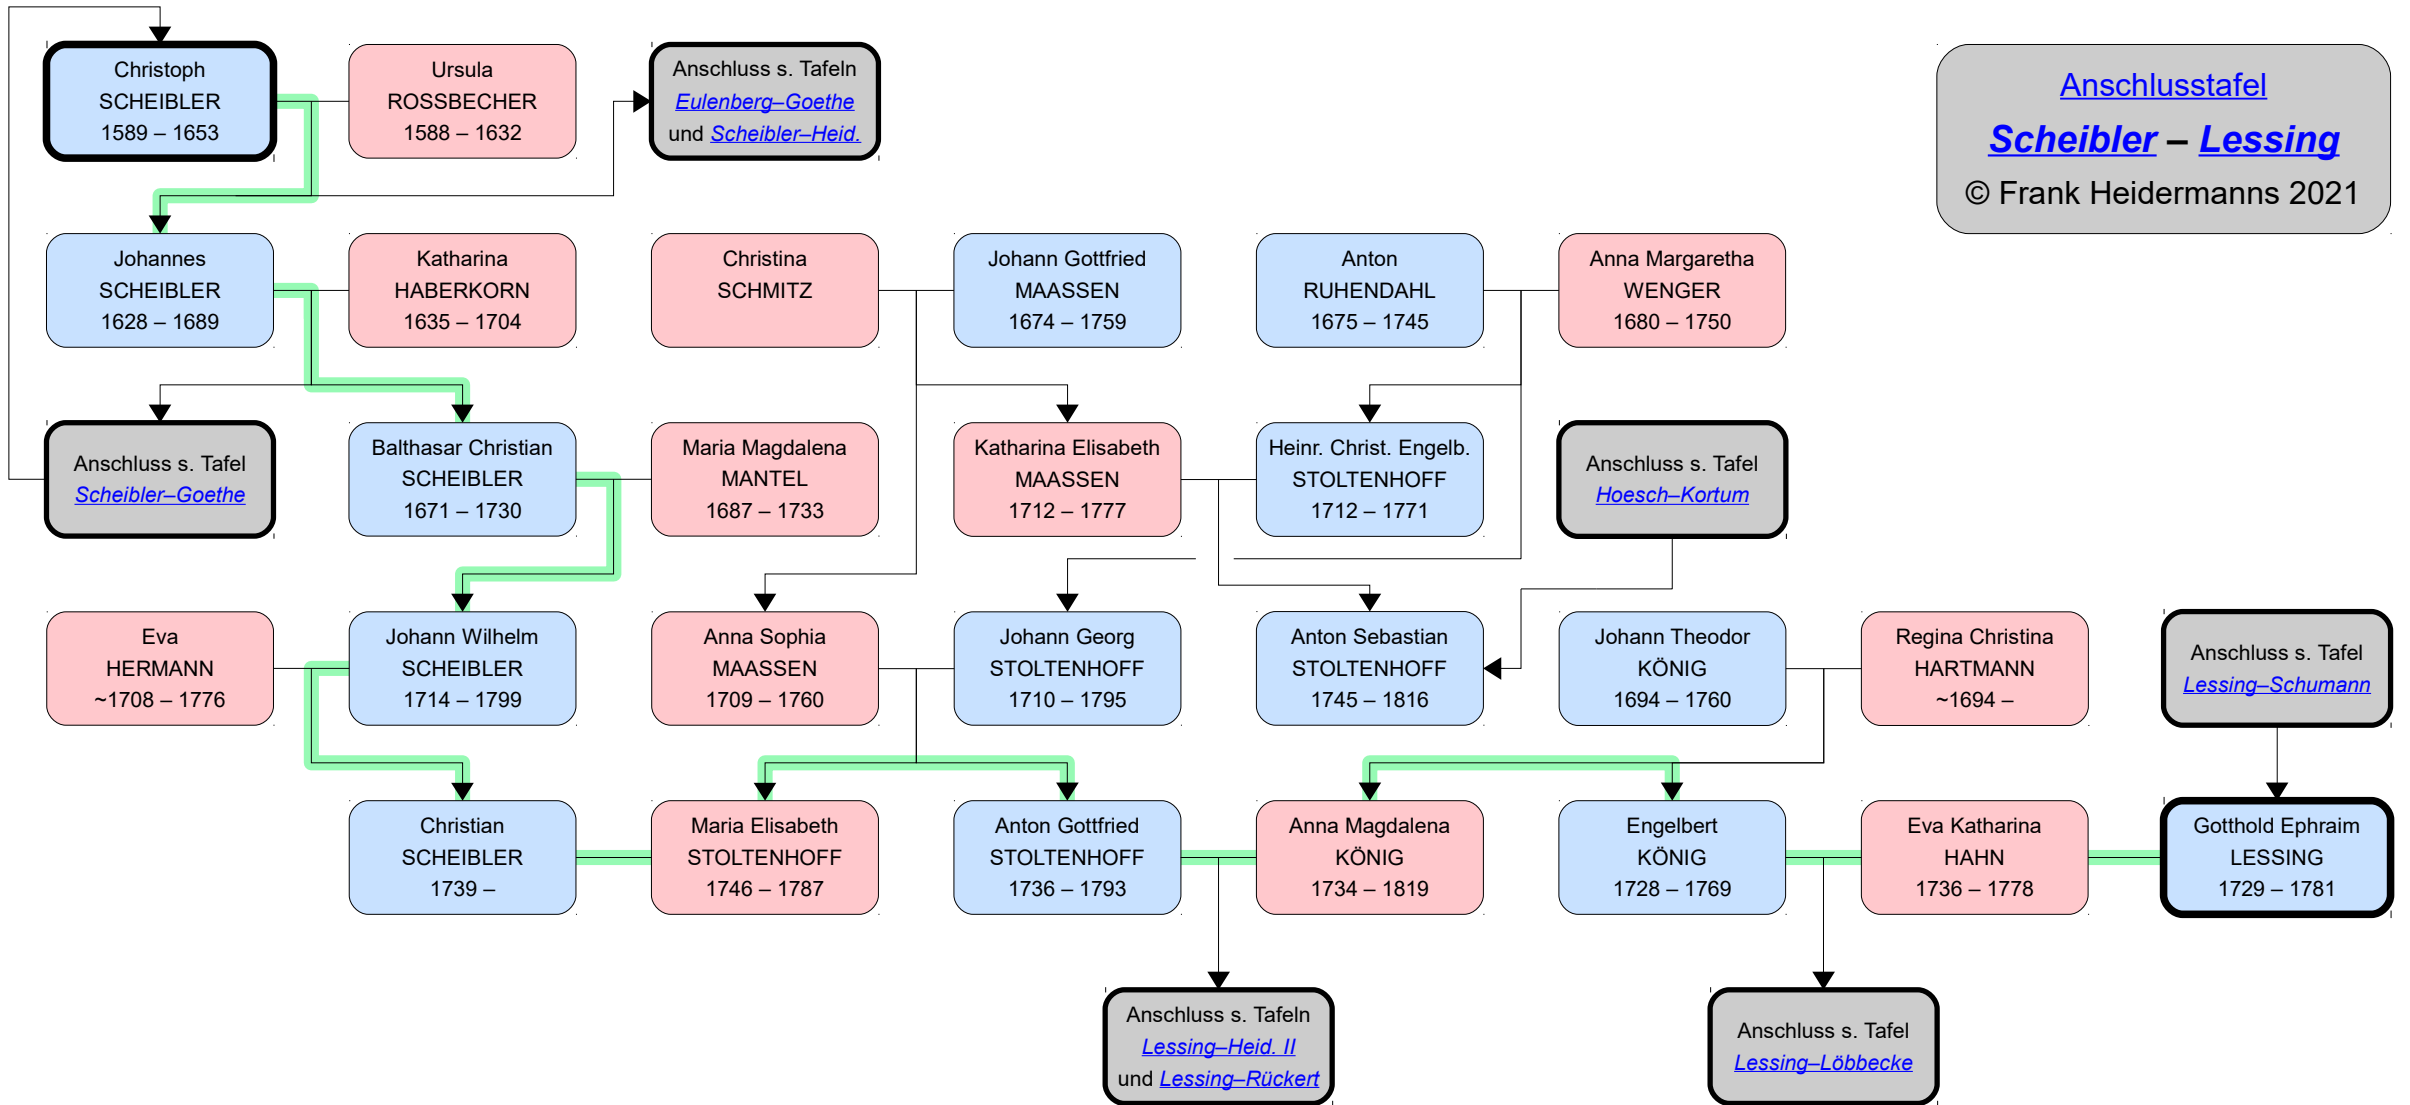 Christoph
SCHEIBLER
1589 – 1653
Ursula
ROSSBECHER
1588 – 1632
Anschluss s. Tafeln
Eulenberg–Goethe
und Scheibler–Heid.
Anschlusstafel
Scheibler – Lessing
© Frank Heidermanns 2021
Johannes
SCHEIBLER
1628 – 1689
Katharina
HABERKORN
1635 – 1704
Christina
SCHMITZ
Johann Gottfried
MAASSEN
1674 – 1759
Anton
RUHENDAHL
1675 – 1745
Anna Margaretha
WENGER
1680 – 1750
Anschluss s. Tafel
Scheibler–Goethe
Balthasar Christian
SCHEIBLER
1671 – 1730
Maria Magdalena
MANTEL
1687 – 1733
Katharina Elisabeth
MAASSEN
1712 – 1777
Heinr. Christ. Engelb.
STOLTENHOFF
1712 – 1771
Anschluss s. Tafel
Hoesch–Kortum
Eva
HERMANN
~1708 – 1776
Johann Wilhelm
SCHEIBLER
1714 – 1799
Anna Sophia
MAASSEN
1709 – 1760
Johann Georg
STOLTENHOFF
1710 – 1795
Anton Sebastian
STOLTENHOFF
1745 – 1816
Johann Theodor
KÖNIG
1694 – 1760
Regina Christina
HARTMANN
~1694 –
Anschluss s. Tafel
Lessing–Schumann
Christian
SCHEIBLER
1739 –
Maria Elisabeth
STOLTENHOFF
1746 – 1787
Anton Gottfried
STOLTENHOFF
1736 – 1793
Anna Magdalena
KÖNIG
1734 – 1819
Engelbert
KÖNIG
1728 – 1769
Eva Katharina
HAHN
1736 – 1778
Gotthold Ephraim
LESSING
1729 – 1781
Anschluss s. Tafeln
Lessing–Heid. II
und Lessing–Rückert
Anschluss s. Tafel
Lessing–Löbbecke